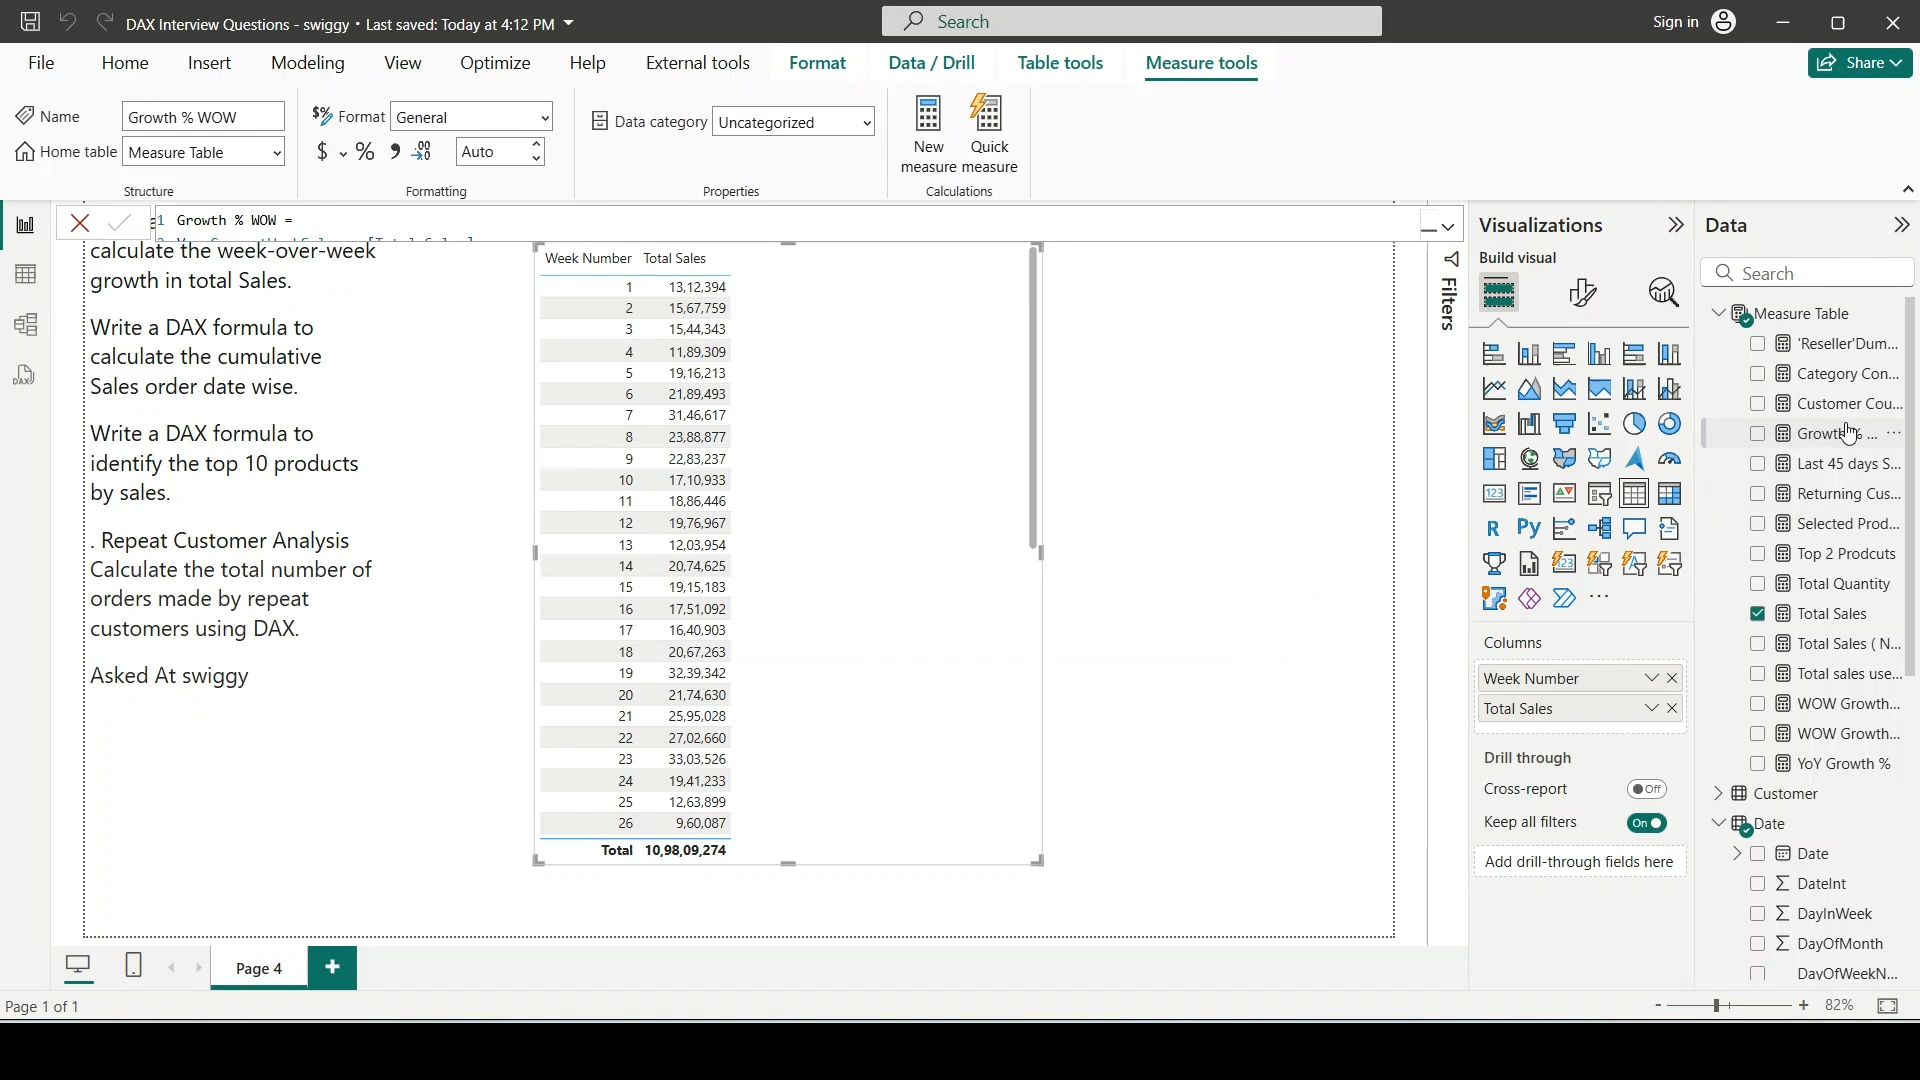 DAX Interview Questions - swiggy • Last saved: Today at 4:12 PM
Search
Sign in
File
Home
Insert
Modeling
View
Optimize
Help
External tools
Format
Data / Drill
Table tools
Measure tools
Share
Name
Growth % WOW
Home table
Measure Table
Structure
Format
General
$ % 9 .00
Auto
Formatting
Data category
Uncategorized
Properties
New measure
Quick measure
Calculations
1 Growth % WOW =
calculate the week-over-week
growth in total Sales.
Write a DAX formula to
calculate the cumulative
Sales order date wise.
Write a DAX formula to
identify the top 10 products
by sales.
. Repeat Customer Analysis
Calculate the total number of
orders made by repeat
customers using DAX.
Asked At swiggy
Week Number Total Sales
1 13,12,394
2 15,67,759
3 15,44,343
4 11,89,309
5 19,16,213
6 21,89,493
7 31,46,617
8 23,88,877
9 22,83,237
10 17,10,933
11 18,86,446
12 19,76,967
13 12,03,954
14 20,74,625
15 19,15,183
16 17,51,092
17 16,40,903
18 20,67,263
19 32,39,342
20 21,74,630
21 25,95,028
22 27,02,660
23 33,03,526
24 19,41,233
25 12,63,899
26 9,60,087
Total 10,98,09,274
Filters
Visualizations
Build visual
123
R
Py
Columns
Week Number
Total Sales
Drill through
Cross-report
Off
Keep all filters
On
Add drill-through fields here
Data
Search
Measure Table
'Reseller'Dum...
Category Con...
Customer Cou...
Growth % ...
Last 45 days S...
Returning Cus...
Selected Prod...
Top 2 Prodcuts
Total Quantity
Total Sales
Total Sales ( N...
Total sales use...
WOW Growth...
WOW Growth...
YoY Growth %
Customer
Date
Date
DateInt
DayInWeek
DayOfMonth
DayOfWeekN...
Page 4
Page 1 of 1
- + 82%